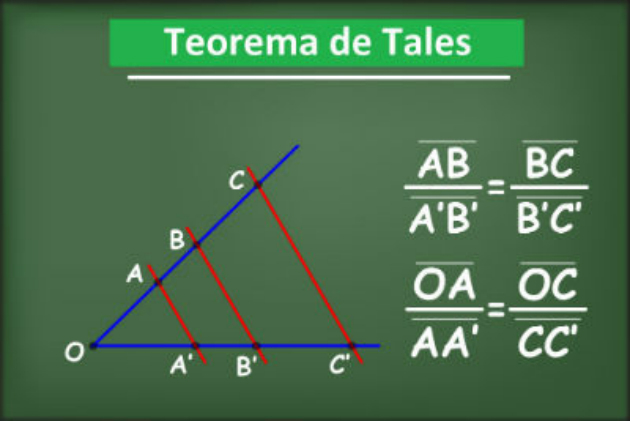 Teorema de Tales
C
B
A
O
A'
B'
C'
AB = BC
A'B' B'C'
OA = OC
AA' CC'